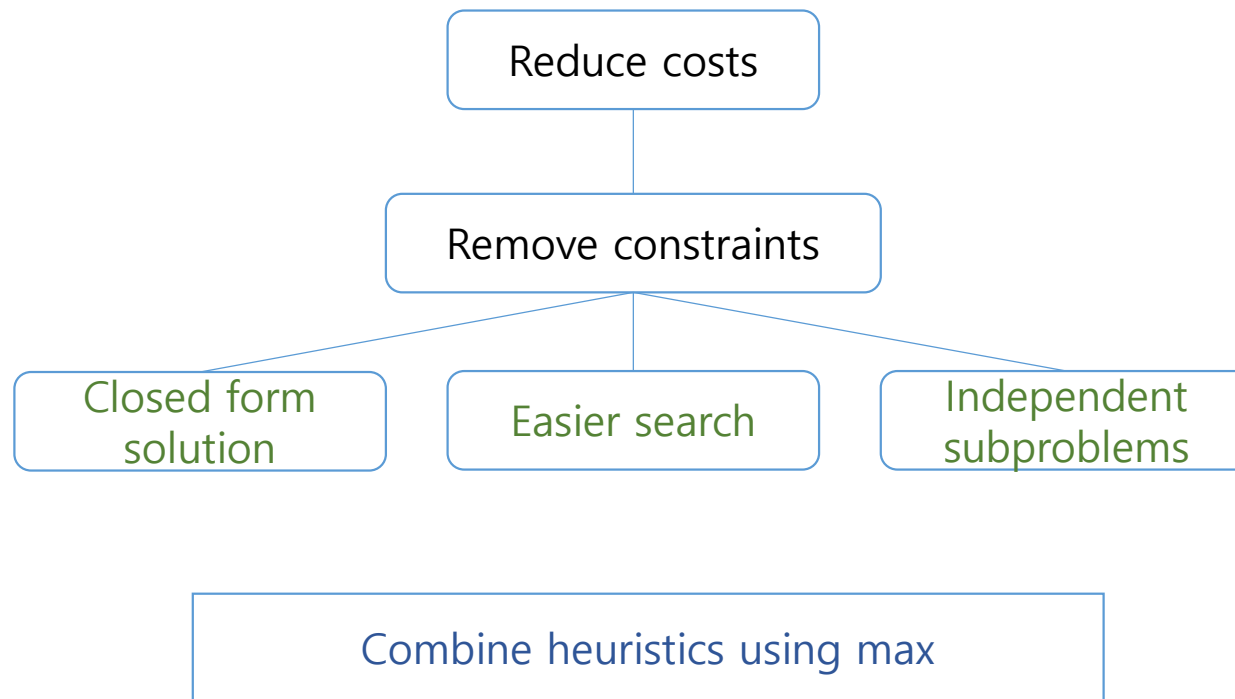 Reduce costs
Remove constraints
Closed form
solution
Easier search
Independent
subproblems
Combine heuristics using max